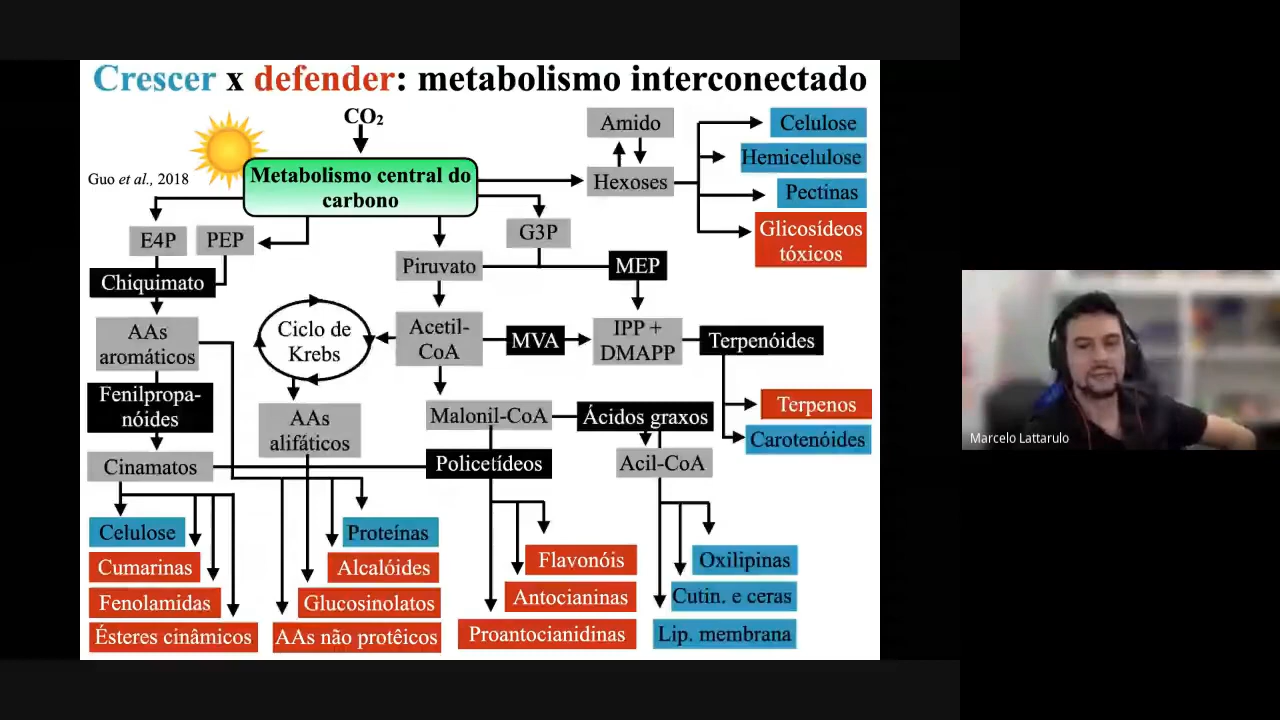 Crescer x defender: metabolismo interconectado
CO₂
Guo et al., 2018
Metabolismo central do
carbono
Amido
Hexoses
Celulose
Hemicelulose
Pectinas
Glicosídeos
tóxicos
E4P
PEP
G3P
Chiquimato
Piruvato
MEP
AAs
aromáticos
Ciclo de
Krebs
Acetil-
CoA
MVA
IPP +
DMAPP
Terpenóides
Fenilpropa-
nóides
AAs
alifáticos
Malonil-CoA
Ácidos graxos
Terpenos
Carotenóides
Cinamatos
Policetídeos
Acil-CoA
Celulose
Cumarinas
Fenolamidas
Ésteres cinâmicos
Proteínas
Alcalóides
Glucosinolatos
AAs não protêicos
Flavonóis
Antocianinas
Proantocianidinas
Oxilipinas
Cutin. e ceras
Lip. membrana
Marcelo Lattarulo